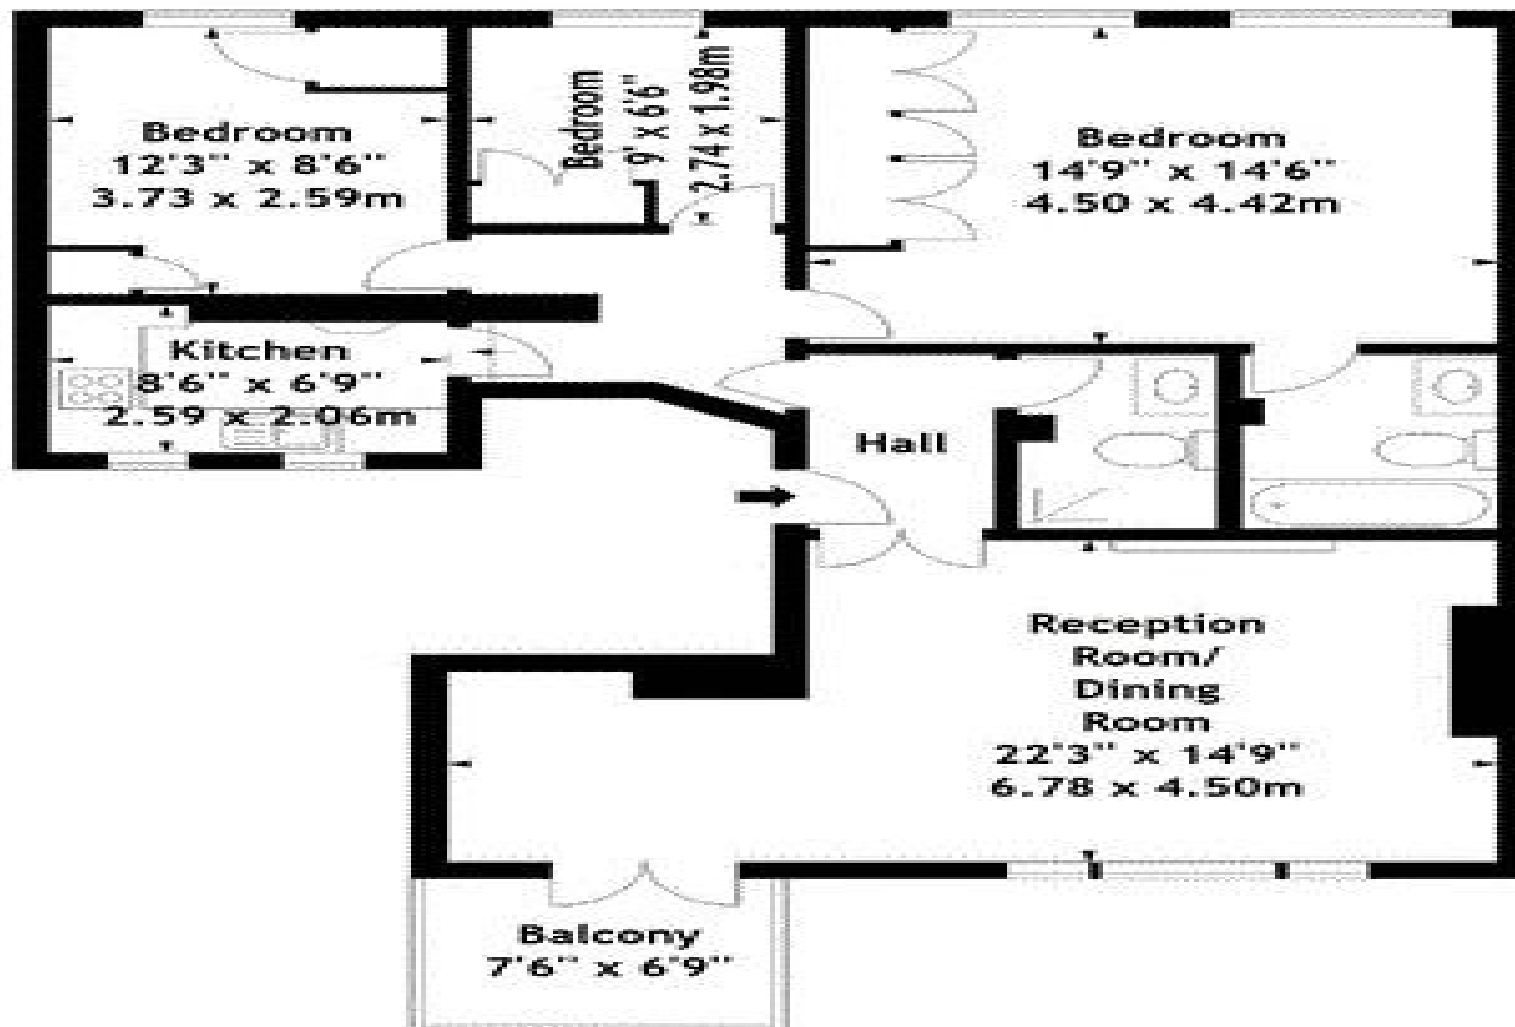 Bedroom
12'3" x 8'6"
3.73 x 2.59m
Bedroom
9' x 6'6"
2.74 x 1.98m
Bedroom
14'9" x 14'6"
4.50 x 4.42m
Kitchen
8'6" x 6'9"
2.59 x 2.06m
Hall
Reception
Room/
Dining
Room
22'3" x 14'9"
6.78 x 4.50m
Balcony
7'6" x 6'9"